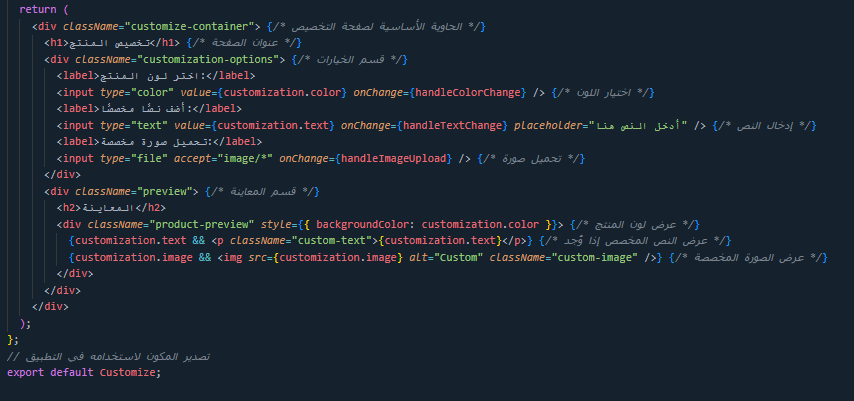 return (
<div className="customize-container"> {/* الحاوية الأساسية لصفحة التخصيص */}
<h1>تخصيص المنتج</h1> {/* عنوان الصفحة */}
<div className="customization-options"> {/* قسم الخيارات */}
<label>اختر لون المنتج:</label>
<input type="color" value={customization.color} onChange={handleColorChange} /> {/* اختيار اللون */}
<label>أضف نصًا مخصصًا:</label>
<input type="text" value={customization.text} onChange={handleTextChange} placeholder="أدخل النص هنا" /> {/* إدخال النص */}
<label>تحميل صورة مخصصة:</label>
<input type="file" accept="image/*" onChange={handleImageUpload} /> {/* تحميل صورة */}
</div>
<div className="preview"> {/* قسم المعاينة */}
<h2>المعاينة</h2>
<div className="product-preview" style={{ backgroundColor: customization.color }}> {/* عرض لون المنتج */}
{customization.text && <p className="custom-text">{customization.text}</p>} {/* عرض النص المخصص إذا وُجد */}
{customization.image && <img src={customization.image} alt="Custom" className="custom-image" />} {/* عرض الصورة المخصصة */}
</div>
</div>
</div>
);
};
// تصدير المكون لاستخدامه في التطبيق
export default Customize;